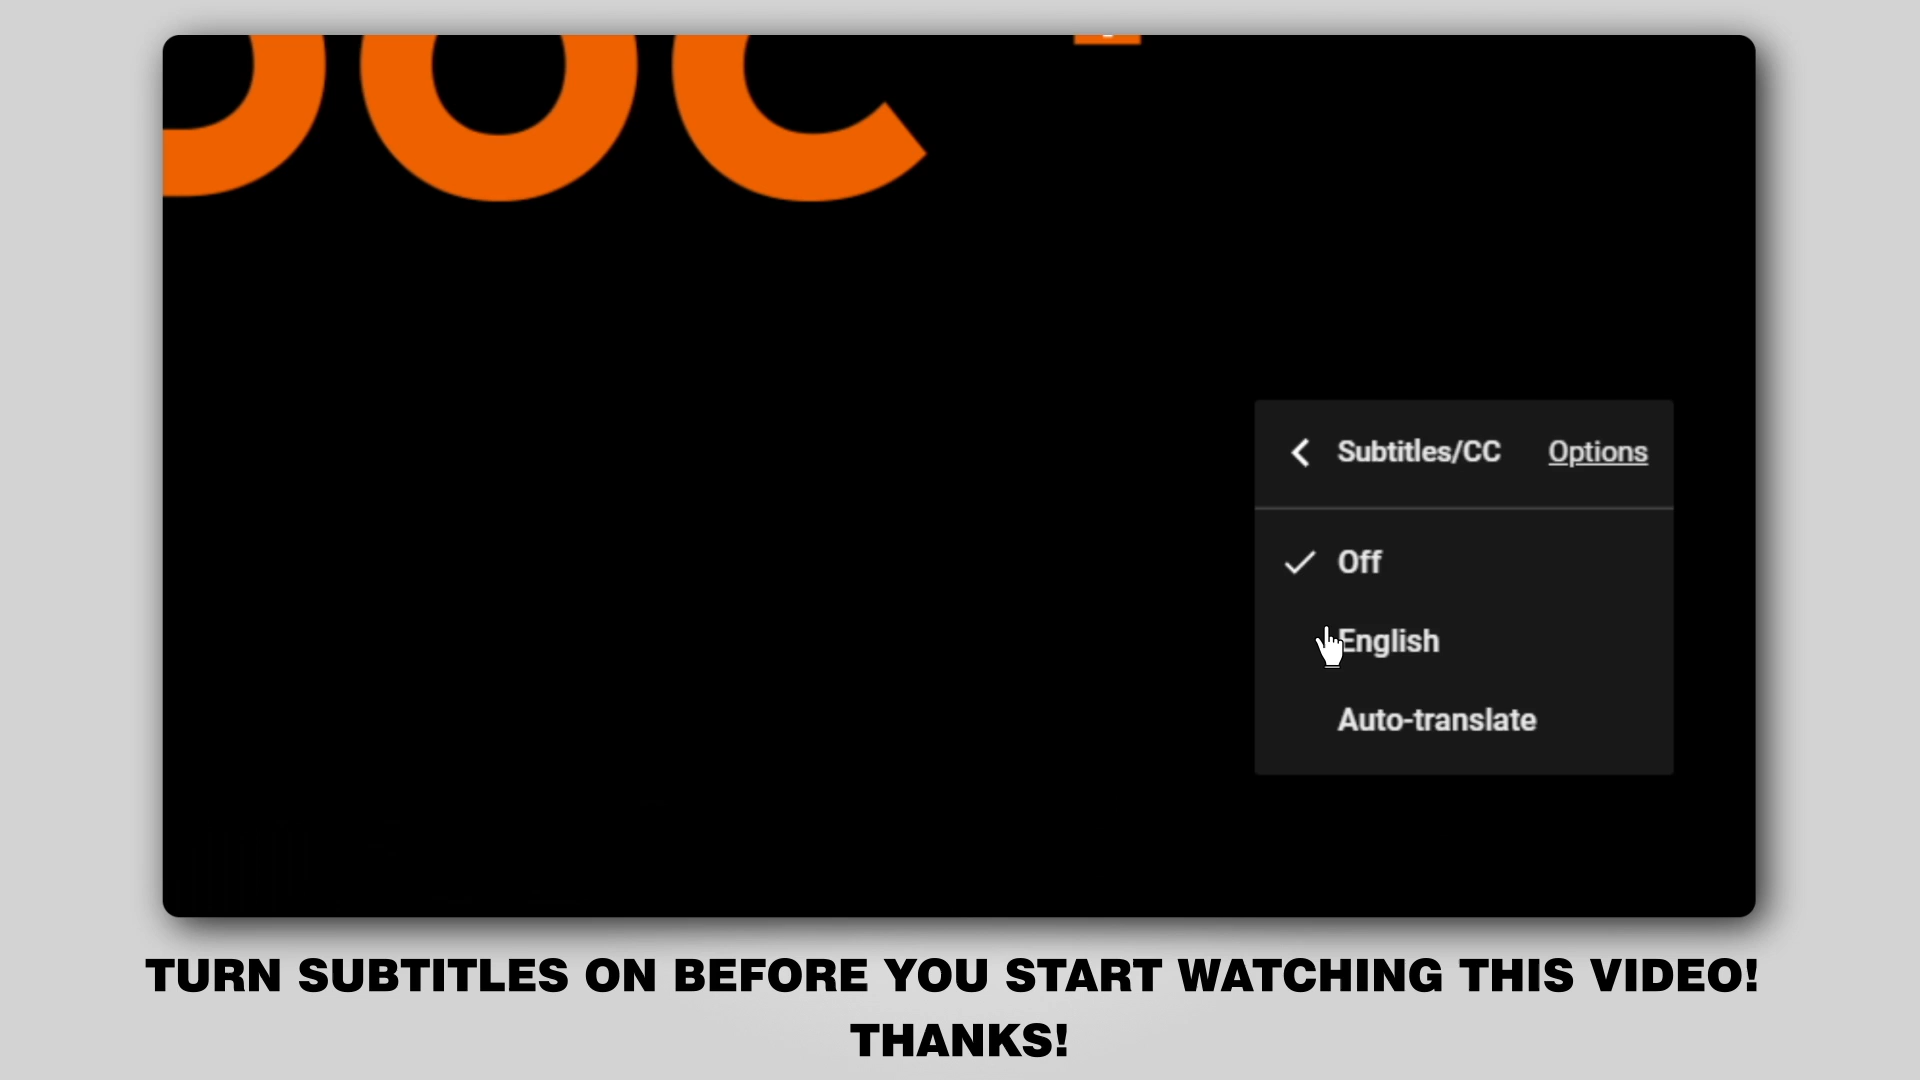 Subtitles/CC Options
Off
English
Auto-translate
TURN SUBTITLES ON BEFORE YOU START WATCHING THIS VIDEO!
THANKS!